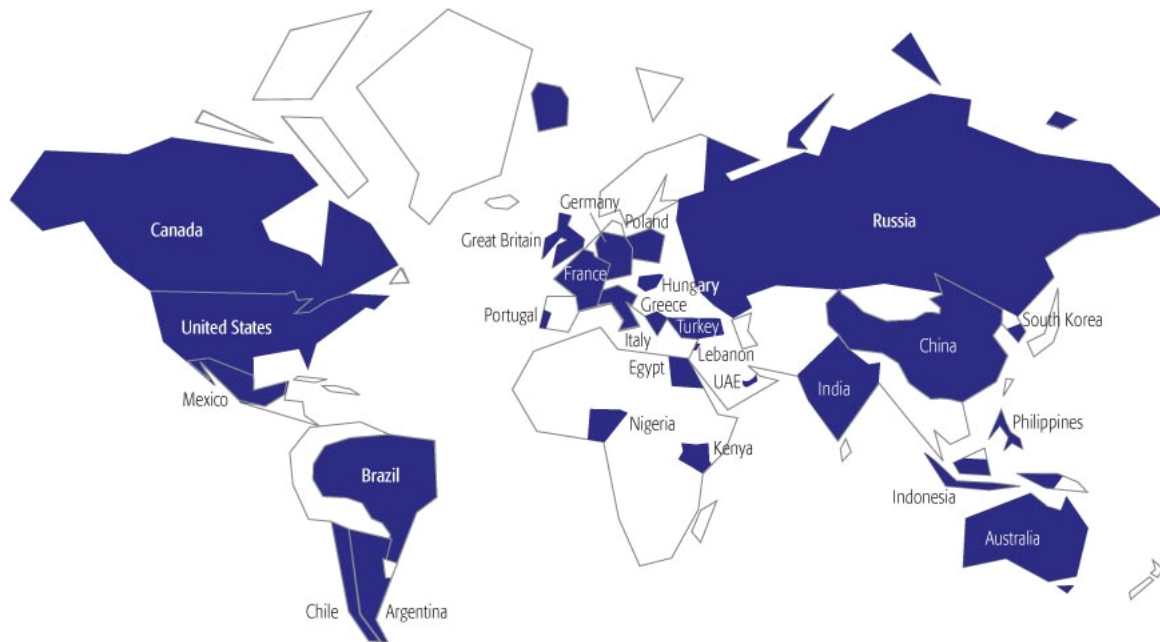 Germany
Poland
Canada
Russia
Great Britain
France
Hungary
Greece
Portugal
United States
Turkey
South Korea
Italy
Lebanon
China
Egypt
UAE
India
Mexico
Nigeria
Philippines
Kenya
Brazil
Indonesia
Australia
Chile
Argentina